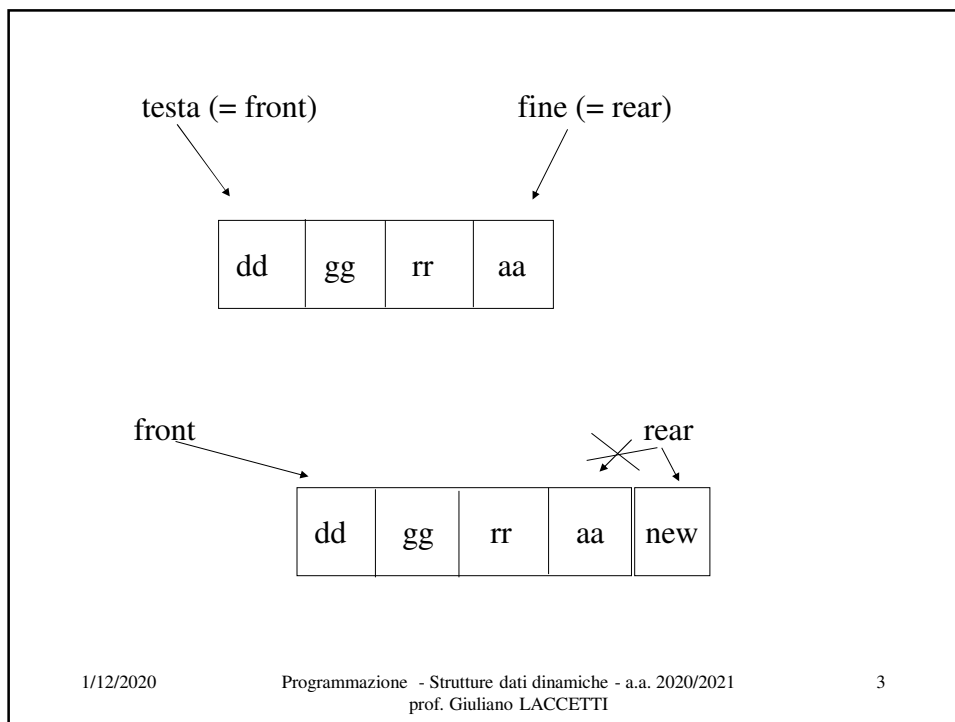 testa (= front) fine (= rear)
dd gg rr aa
front rear
dd gg rr aa new
1/12/2020 Programmazione - Strutture dati dinamiche - a.a. 2020/2021 3
prof. Giuliano LACCETTI